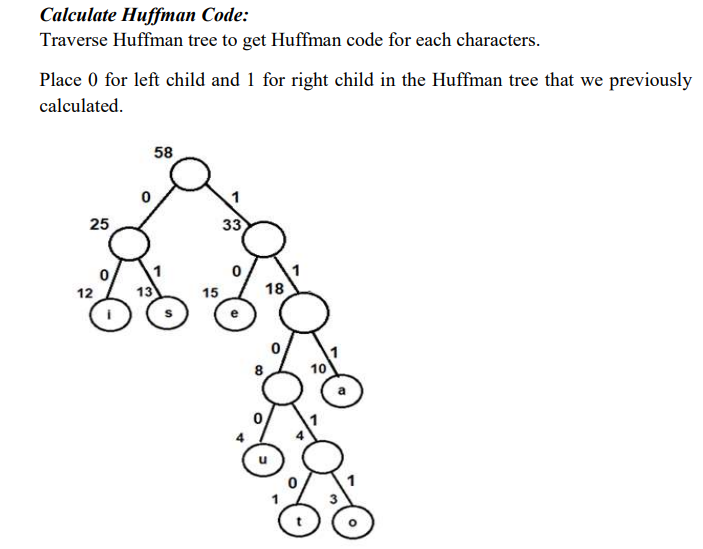 Calculate Huffman Code:
Traverse Huffman tree to get Huffman code for each characters.
Place 0 for left child and 1 for right child in the Huffman tree that we previously
calculated.
58
0 1
25 33
0 1 0 1
12 13 15 18
i s e
0 1
8 10
a
0 1
4 4
u
0 1
1 3
t o